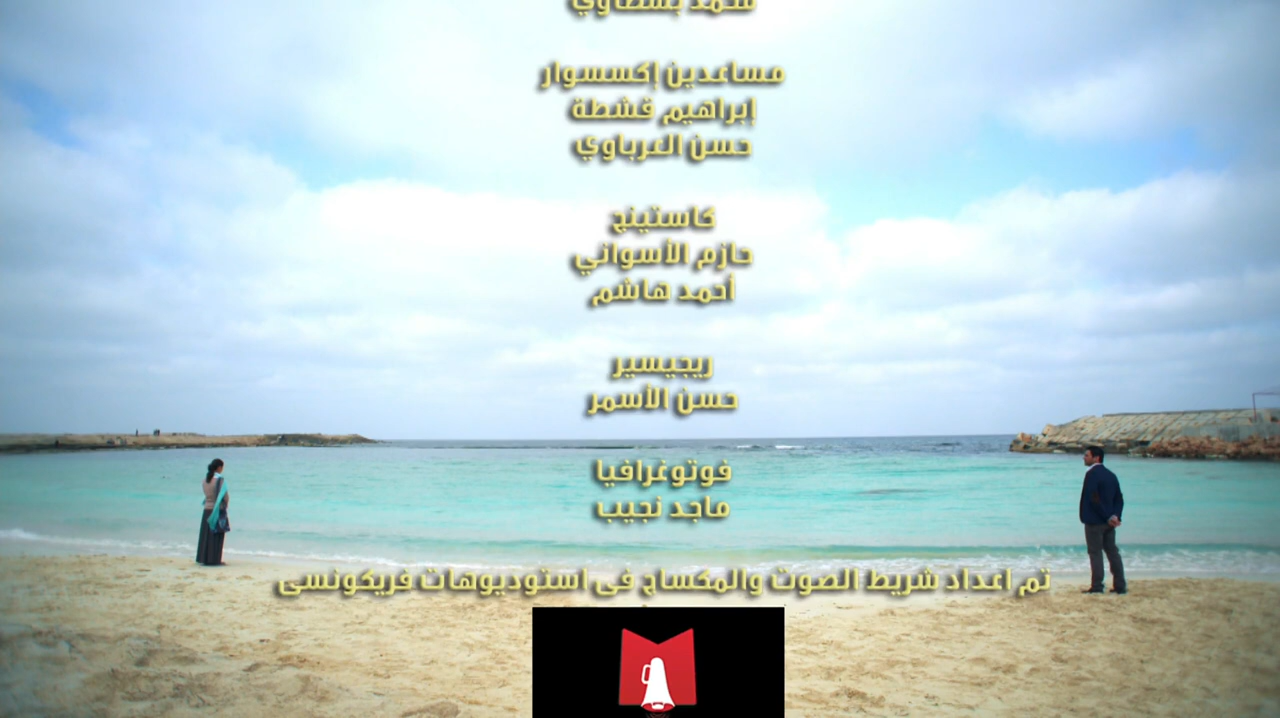 مساعدين إكسسوار
إبراهيم قشطة
حسن الغرباوي
كاستينج
حازم الأسواني
أحمد هاشم
ريجيسير
حسن الأسمر
فوتوغرافيا
ماجد نجيب
تم اعداد شريط الصوت والمكساج فى استوديوهات فريكونسى